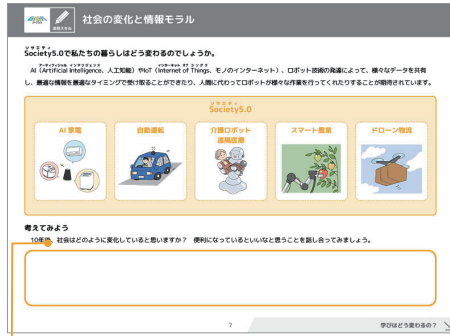 社会の変化と情報モラル
ソサエティ
Society5.0で私たちの暮らしはどう変わるのでしょうか。
アーティフィシャル インテリジェンス インターネット オブ シングス
AI（Artificial Intelligence、人工知能）やIoT（Internet of Things、モノのインターネット）、ロボット技術の発達によって、様々なデータを共有
し、最適な情報を最適なタイミングで受け取ることができたり、人間に代わってロボットが様々な作業を行ってくれたりすることが期待されています。
ソサエティ
Society5.0
AI 家電
自動運転
介護ロボット
遠隔医療
スマート農業
ドローン物流
考えてみよう
10年後、社会はどのように変化していると思いますか？ 便利になっているといいなと思うことを話し合ってみましょう。
7
学びはどう変わるの？